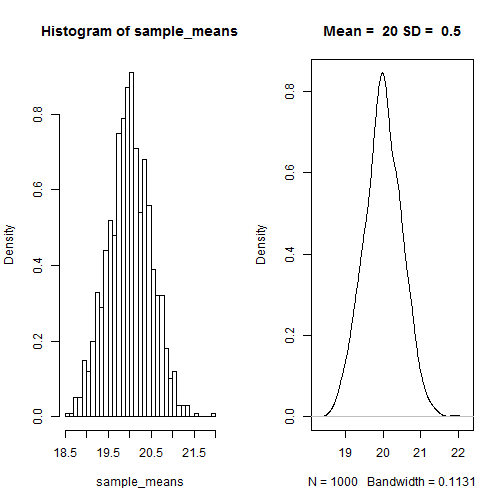 Histogram of sample_means
Density
0.0 0.2 0.4 0.6 0.8
18.5 19.5 20.5 21.5
sample_means
Mean =  20 SD =  0.5
Density
0.0 0.2 0.4 0.6 0.8
19 20 21 22
N = 1000   Bandwidth = 0.1131